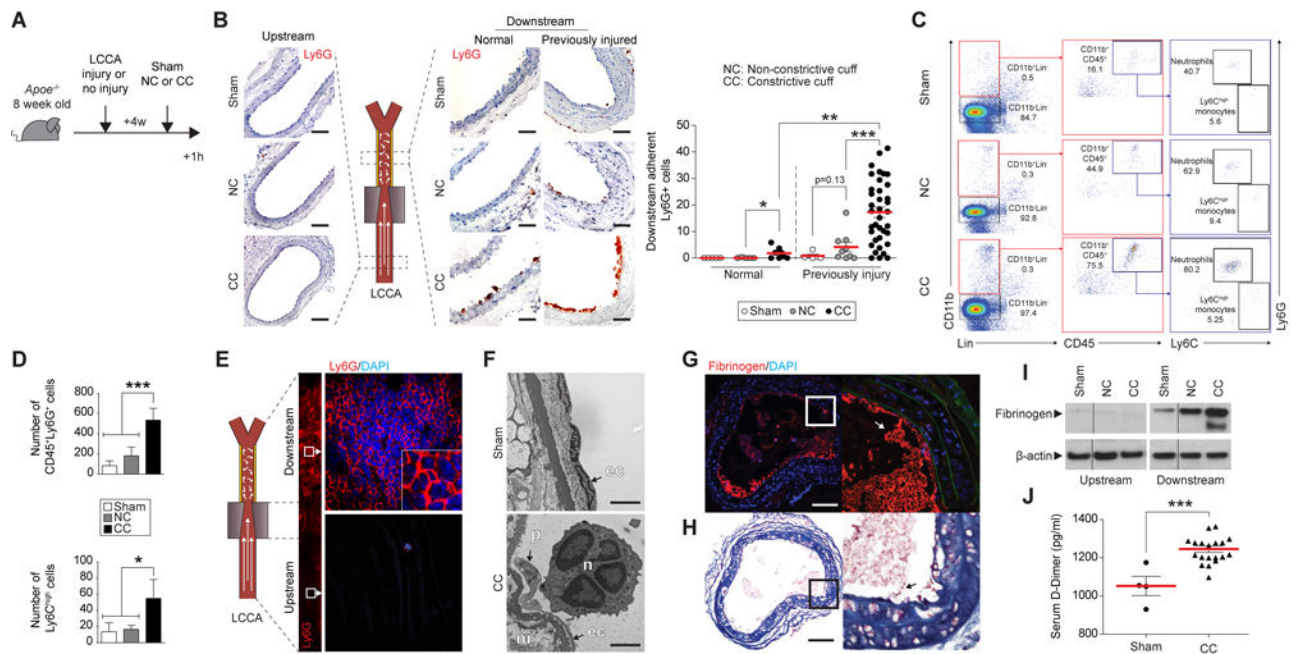 A
Apoe-/-
8 week old
LCCA
injury or
no injury
Sham
NC or CC
+4w
+1h
B
Upstream
Ly6G
Sham
NC
CC
LCCA
Downstream
Normal
Previously injured
Ly6G
Sham
NC
CC
NC: Non-constrictive cuff
CC: Constrictive cuff
Downstream adherent
Ly6G+ cells
50
40
30
20
10
0
*
p=0.13
**
***
Normal
Previously injury
Sham
NC
CC
C
Sham
CD11b+Lin-
0.5
CD11b-Lin-
84.7
CD11b+
CD45+
16.1
Neutrophils
40.7
Ly6Chigh
monocytes
5.6
NC
CD11b+Lin-
0.3
CD11b-Lin-
92.8
CD11b+
CD45+
44.9
Neutrophils
62.9
Ly6Chigh
monocytes
9.4
CC
CD11b+Lin-
0.3
CD11b-Lin-
97.4
CD11b+
CD45+
75.5
Neutrophils
80.2
Ly6Chigh
monocytes
5.25
CD11b
Lin
CD45
Ly6C
Ly6G
D
Number of
CD45+Ly6G+ cells
800
600
400
200
0
***
Sham
NC
CC
Number of
Ly6Chigh cells
100
80
60
40
20
0
*
E
LCCA
Downstream
Upstream
Ly6G
Ly6G/DAPI
F
Sham
ec
CC
p
n
m
ec
G
Fibrinogen/DAPI
H
I
Sham
NC
CC
Sham
NC
CC
Fibrinogen
β-actin
Upstream
Downstream
J
Serum D-Dimer (pg/ml)
1400
1200
1000
800
***
Sham
CC